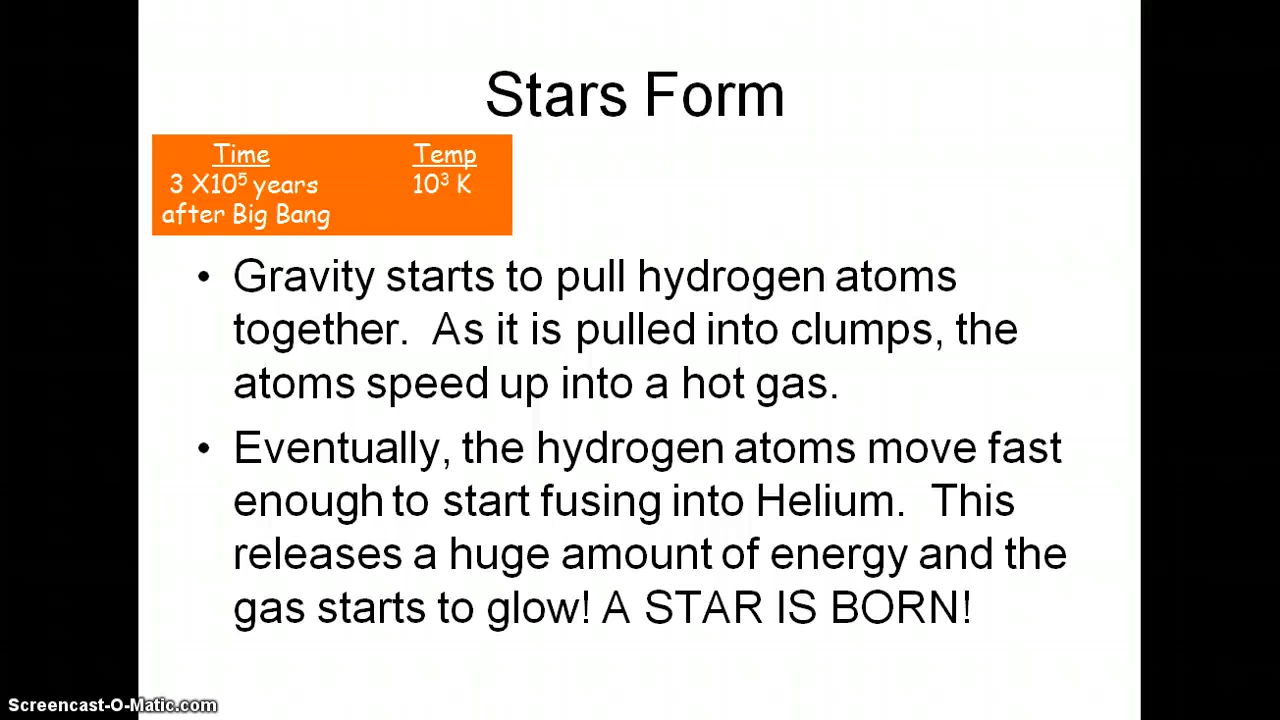 Stars Form
Time Temp
3 X10⁵ years 10³ K
after Big Bang
• Gravity starts to pull hydrogen atoms
together. As it is pulled into clumps, the
atoms speed up into a hot gas.
• Eventually, the hydrogen atoms move fast
enough to start fusing into Helium. This
releases a huge amount of energy and the
gas starts to glow! A STAR IS BORN!
Screencast-O-Matic.com